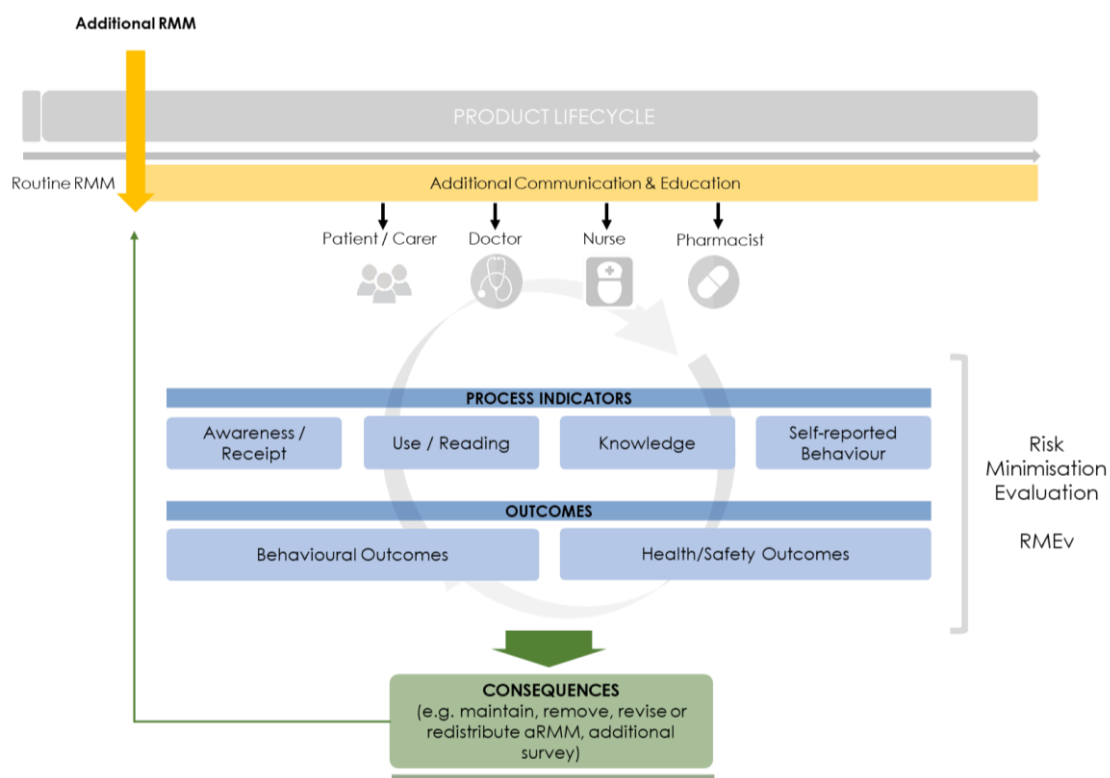 Additional RMM
PRODUCT LIFECYCLE
Routine RMM
Additional Communication & Education
Patient / Carer
Doctor
Nurse
Pharmacist
PROCESS INDICATORS
Awareness /
Receipt
Use / Reading
Knowledge
Self-reported
Behaviour
OUTCOMES
Behavioural Outcomes
Health/Safety Outcomes
Risk
Minimisation
Evaluation
RMEv
CONSEQUENCES
(e.g. maintain, remove, revise or
redistribute aRMM, additional
survey)